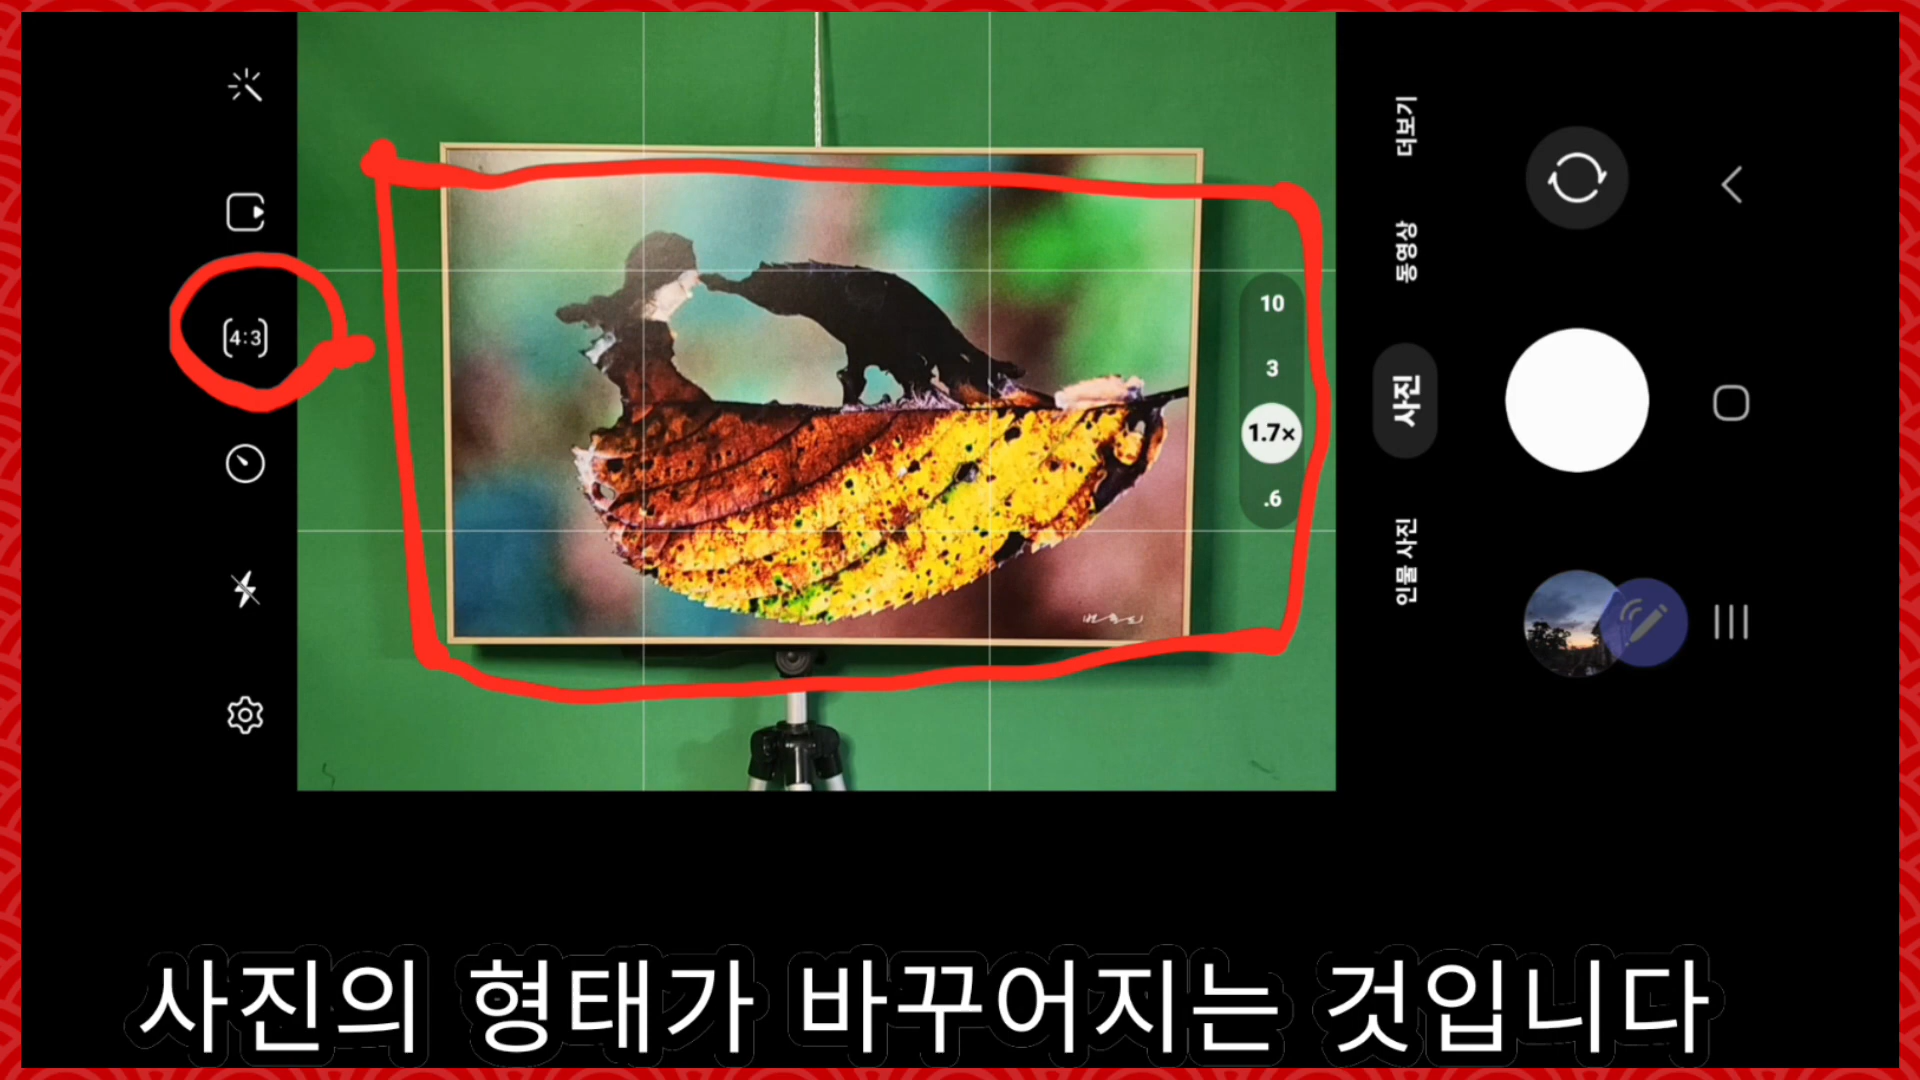 4:3
10
3
1.7×
.6
더보기
동영상
사진
인물 사진
사진의 형태가 바꾸어지는 것입니다